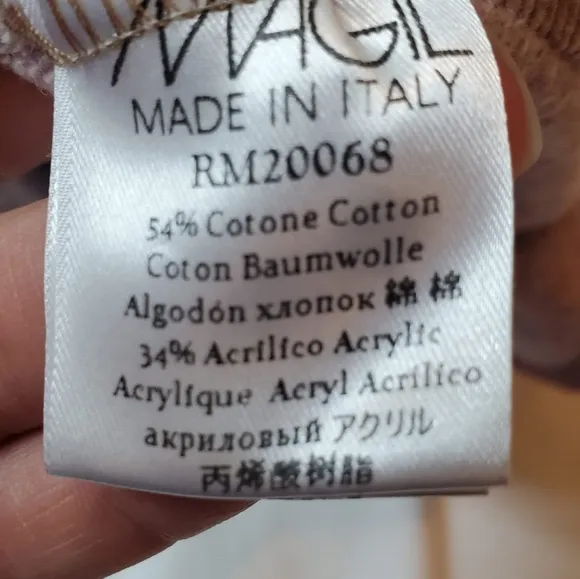 MAGIL
MADE IN ITALY
RM20068
54% Cotone Cotton
Coton Baumwolle
Algodón хлопок 綿 棉
34% Acrilico Acrylic
Acrylique Acryl Acrílico
акриловый アクリル
丙烯酸树脂